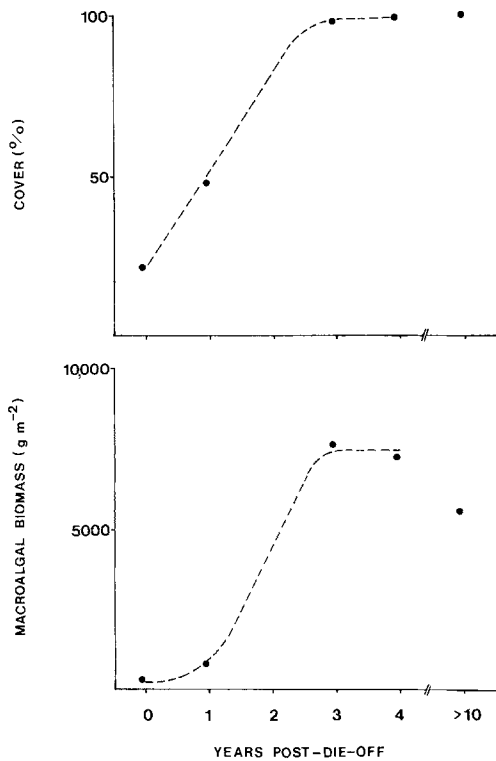 100
50
COVER (%)
10,000
5000
MACROALGAL BIOMASS (g m⁻²)
0 1 2 3 4 >10
YEARS POST-DIE-OFF